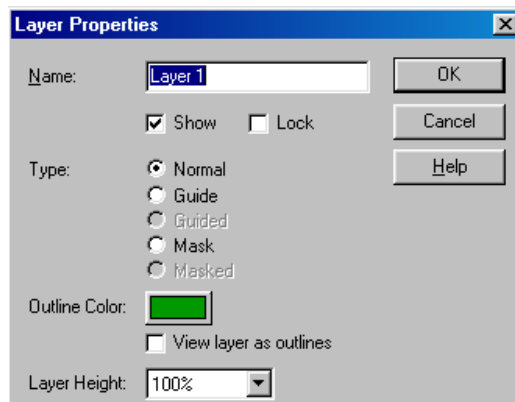 Layer Properties
Name: Layer 1 OK
Show Lock Cancel
Type: Normal Help
Guide
Guided
Mask
Masked
Outline Color:
View layer as outlines
Layer Height: 100%